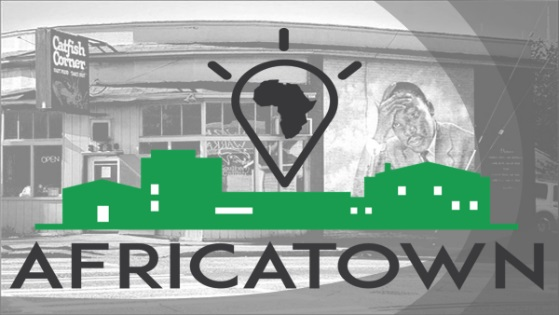 Catfish
Corner
OPEN
AFRICATOWN